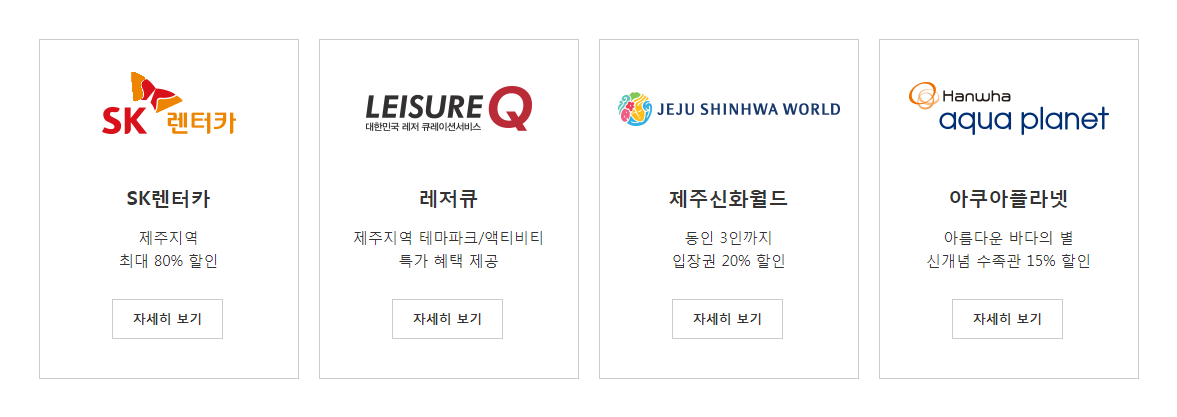 SK 렌터카
SK렌터카
제주지역
최대 80% 할인
자세히 보기
LEISURE Q
대한민국 레저 큐레이션서비스
레저큐
제주지역 테마파크/액티비티
특가 혜택 제공
자세히 보기
JEJU SHINHWA WORLD
제주신화월드
동인 3인까지
입장권 20% 할인
자세히 보기
Hanwha
aqua planet
아쿠아플라넷
아름다운 바다의 별
신개념 수족관 15% 할인
자세히 보기